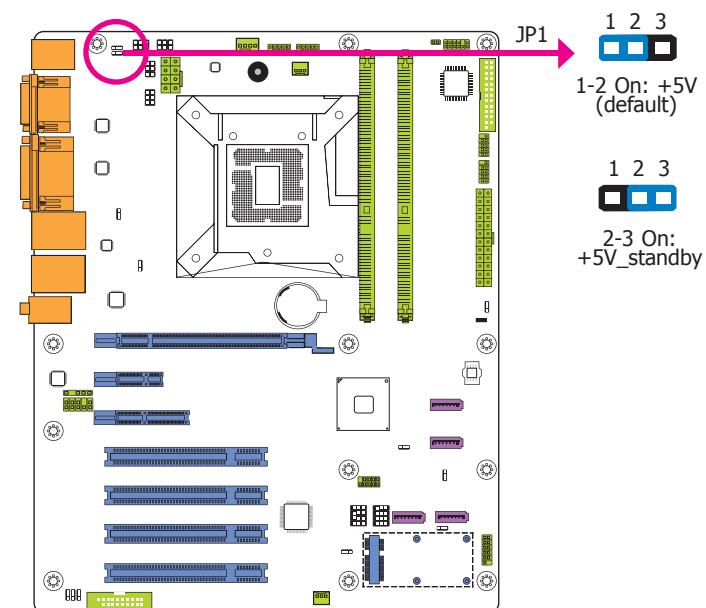 JP1
1 2 3
1-2 On: +5V
(default)
1 2 3
2-3 On:
+5V_standby